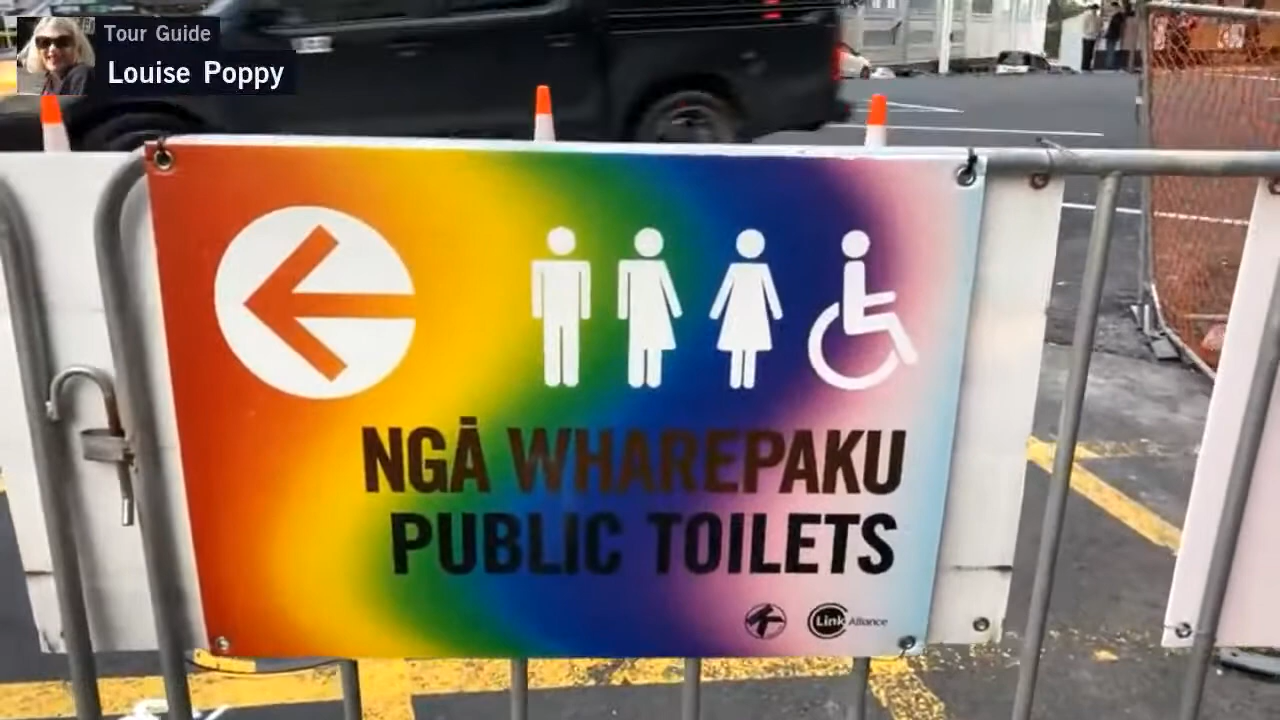 Tour Guide
Louise Poppy
NGĀ WHAREPAKU
PUBLIC TOILETS
Link Alliance